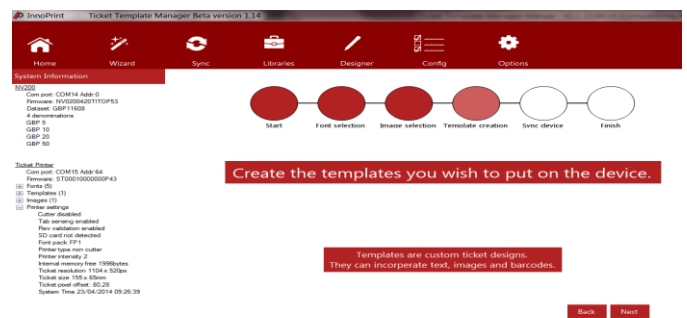 InnoPrint Ticket Template Manager Beta version 1.14
Home Wizard Sync Libraries Designer Config Options
System Information
NV200
Com port: COM14 Addr:0
Firmware: NV0200420TITOP53
Dataset: GBP11608
4 denominations
GBP 5
GBP 10
GBP 20
GBP 50
Ticket Printer
Com port: COM15 Addr:64
Firmware: ST00010000000P43
Fonts (5)
Templates (1)
Images (1)
Printer settings
Cutter disabled
Tab sensing enabled
Rev validation enabled
SD card not detected
Font pack FP1
Printer type non cutter
Printer intensity 2
Internal memory free 1996bytes
Ticket resolution 1104 x 520px
Ticket size 155 x 65mm
Ticket pixel offset: 80,28
System Time 23/04/2014 09:26:39
Start Font selection Image selection Template creation Sync device Finish
Create the templates you wish to put on the device.
Templates are custom ticket designs.
They can incorperate text, images and barcodes.
Back Next